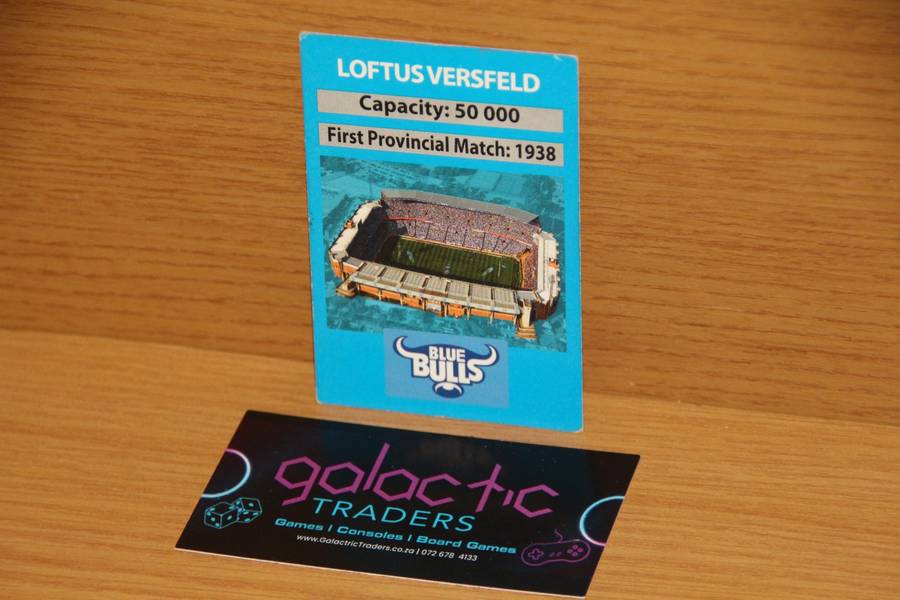 LOFTUS VERSFELD
Capacity: 50 000
First Provincial Match: 1938
BLUE
BULLS
galactic
TRADERS
Games | Consoles | Board Games
www.GalactricTraders.co.za | 072 678 4133